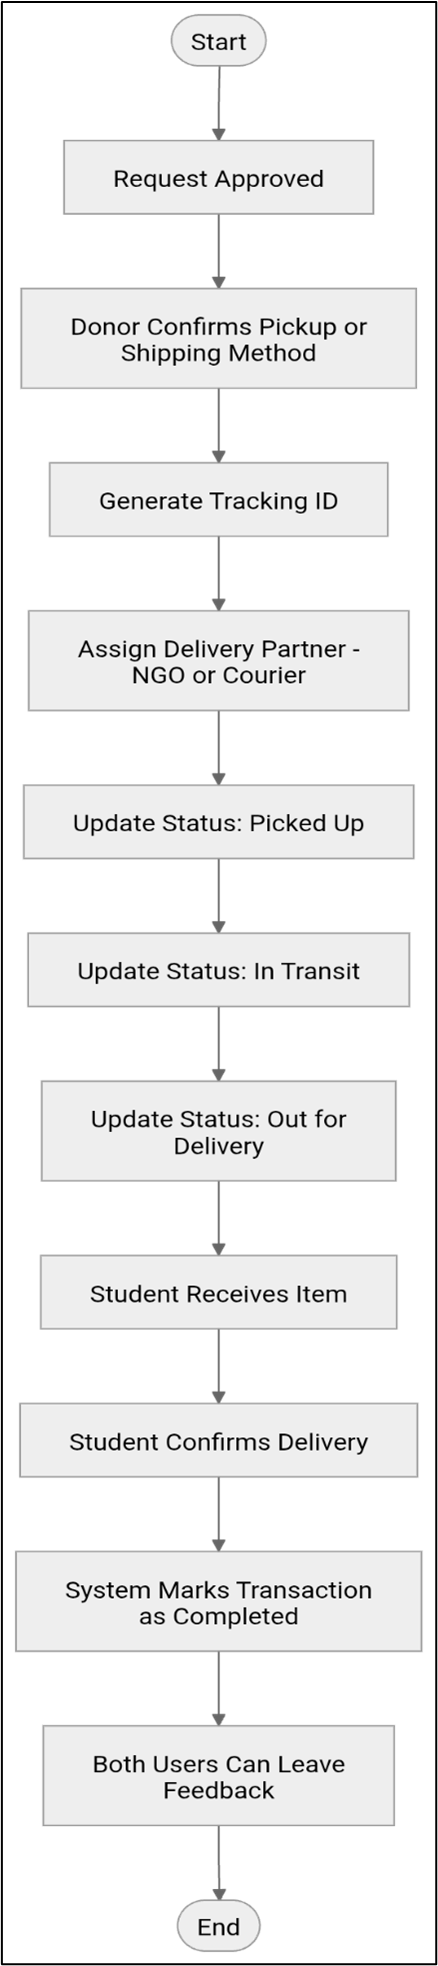 Start
Request Approved
Donor Confirms Pickup or
Shipping Method
Generate Tracking ID
Assign Delivery Partner -
NGO or Courier
Update Status: Picked Up
Update Status: In Transit
Update Status: Out for
Delivery
Student Receives Item
Student Confirms Delivery
System Marks Transaction
as Completed
Both Users Can Leave
Feedback
End